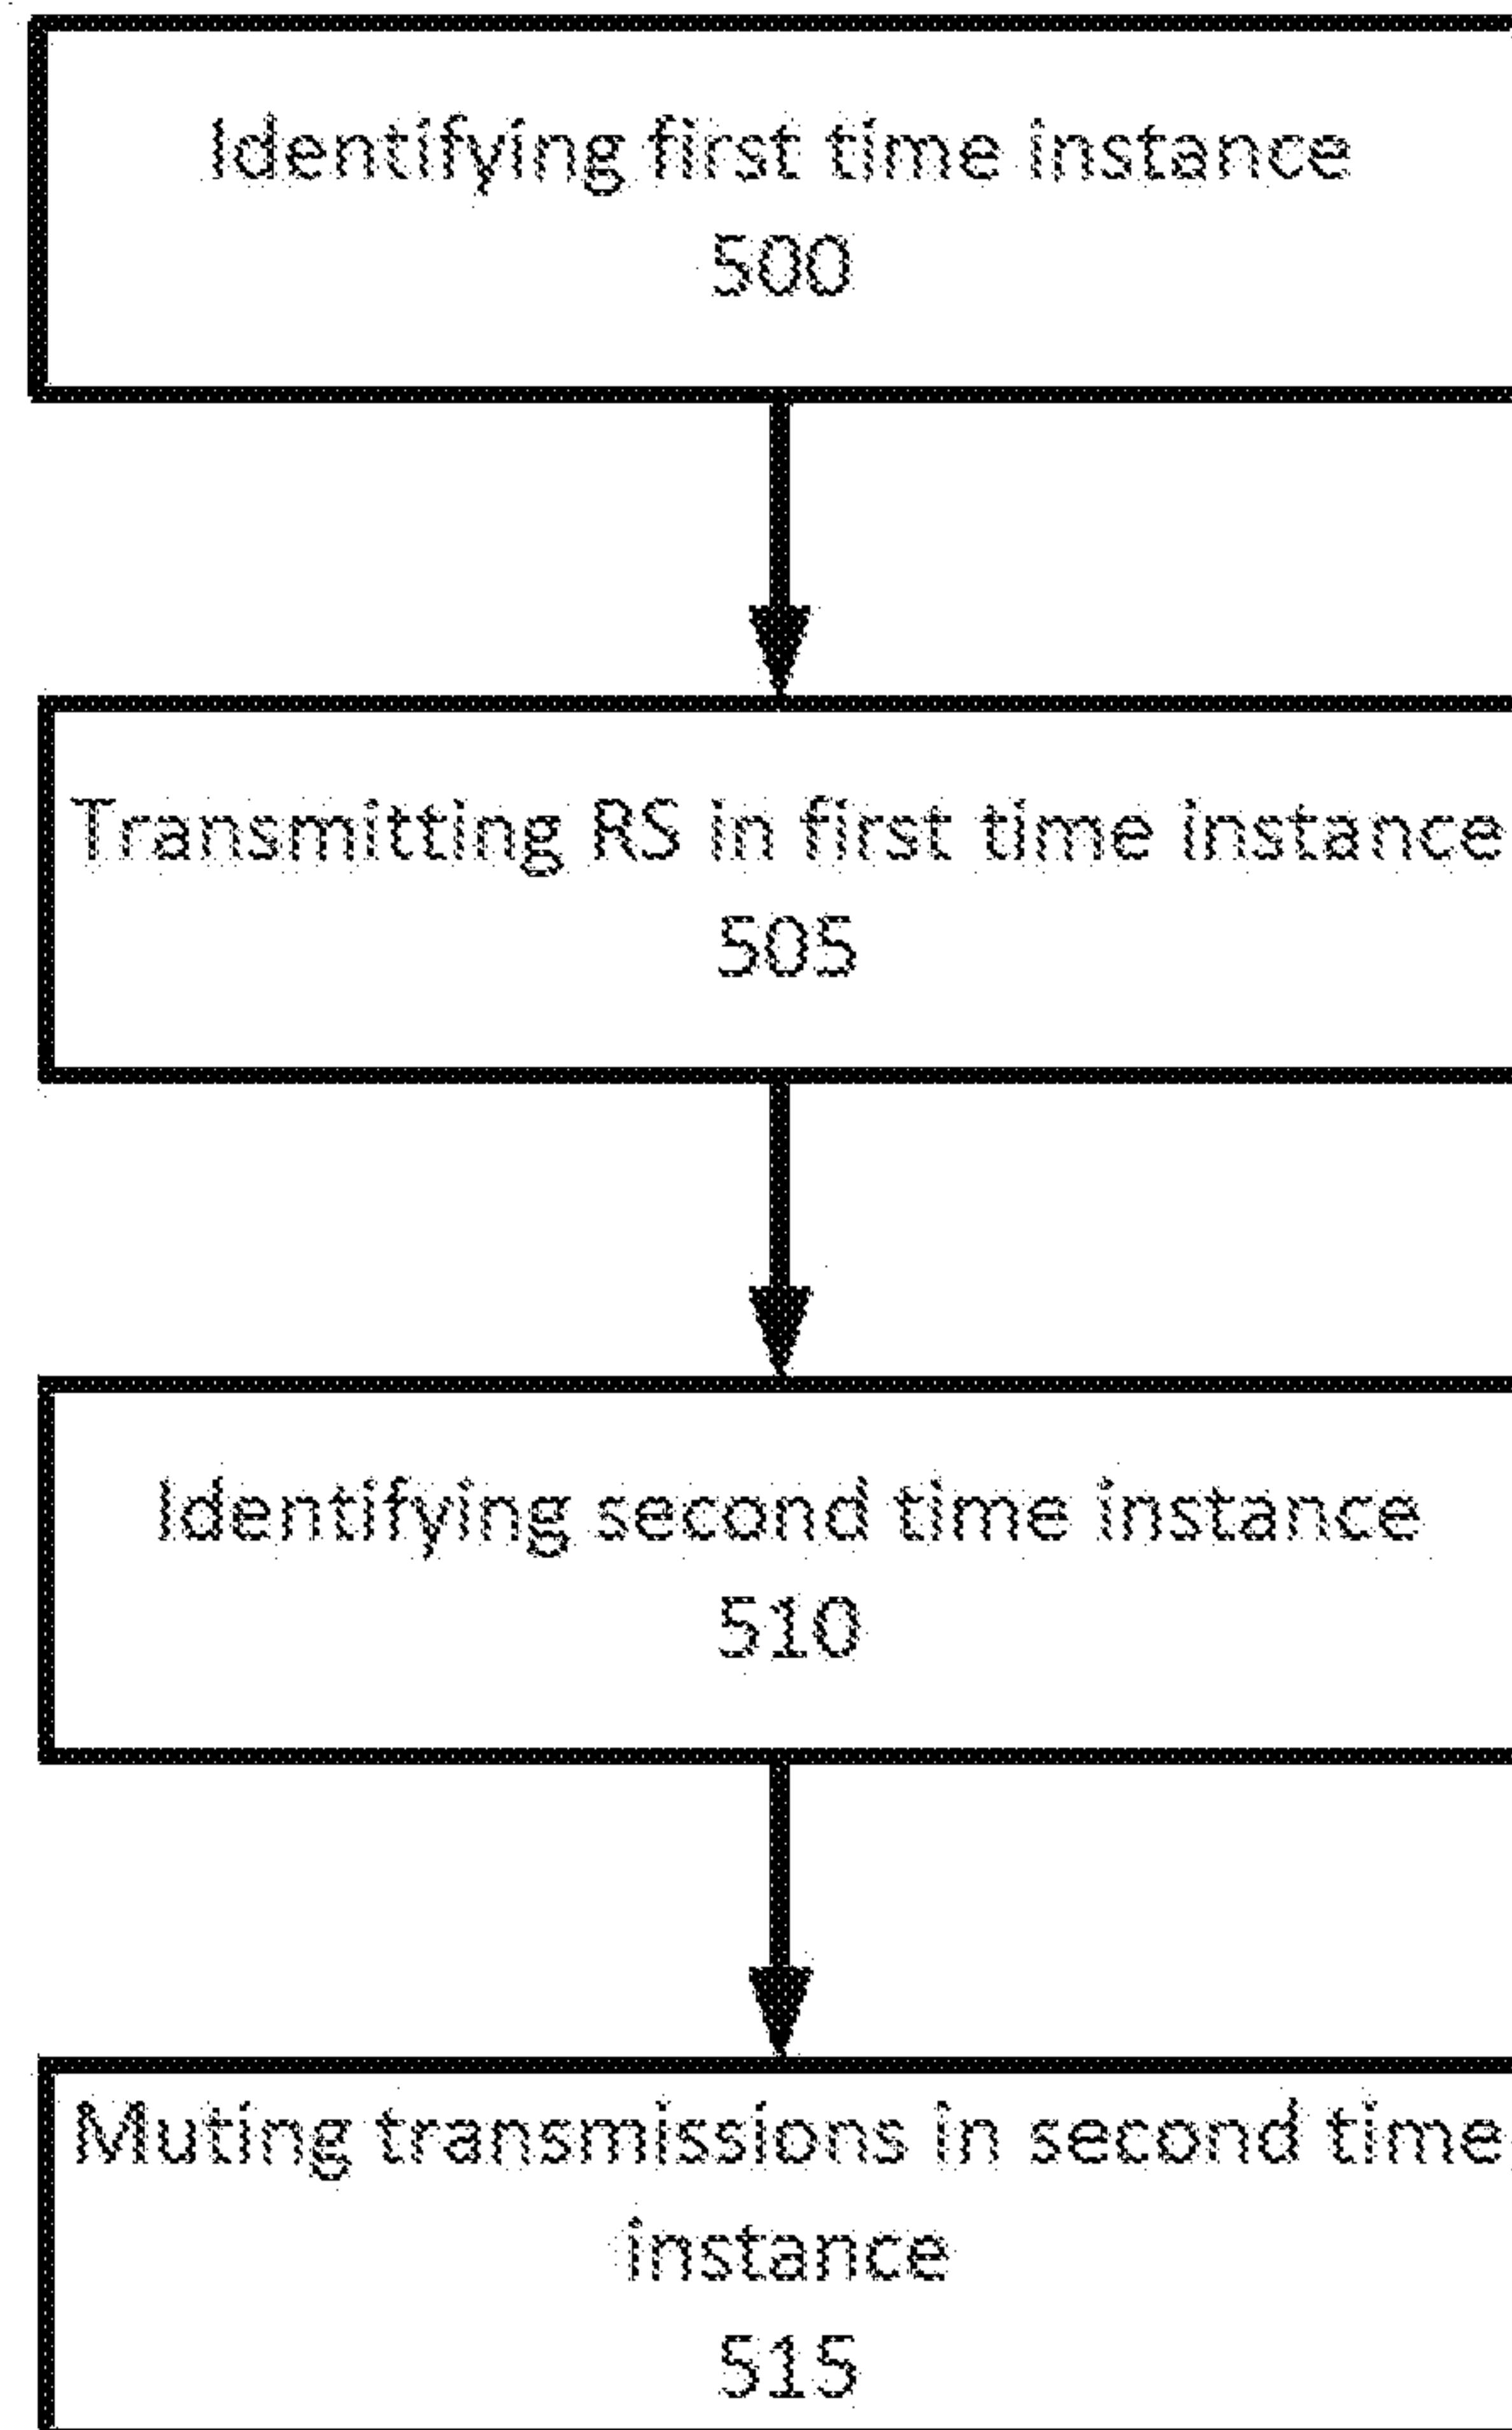 Identifying first time instance
500
Transmitting RS in first time instance
505
Identifying second time instance
510
Muting transmissions in second time
instance
515